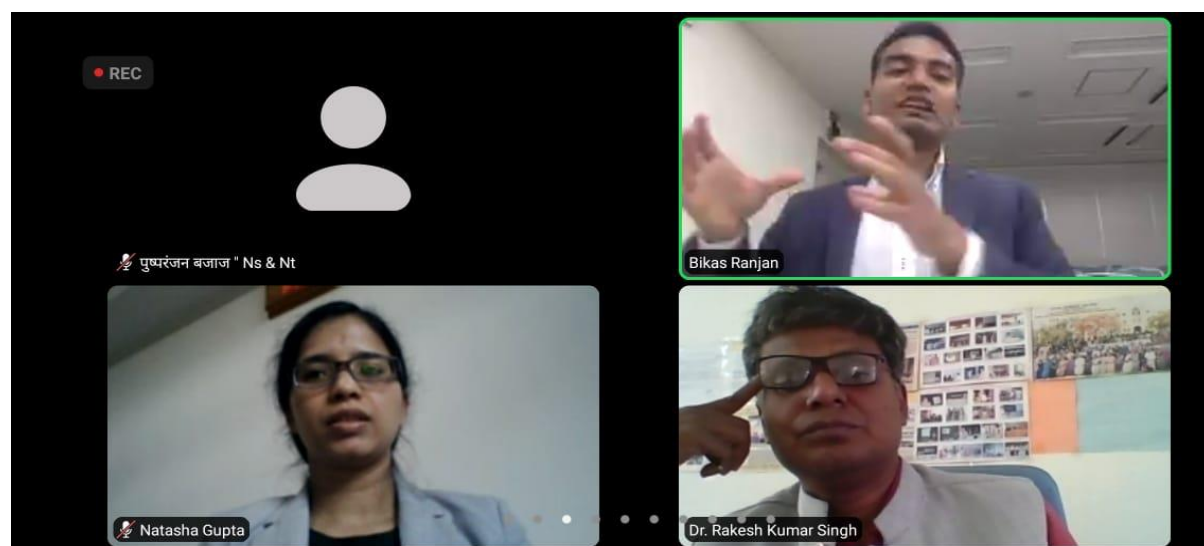 REC
पुष्परंजन बजाज " Ns & Nt
Bikas Ranjan
Natasha Gupta
Dr. Rakesh Kumar Singh